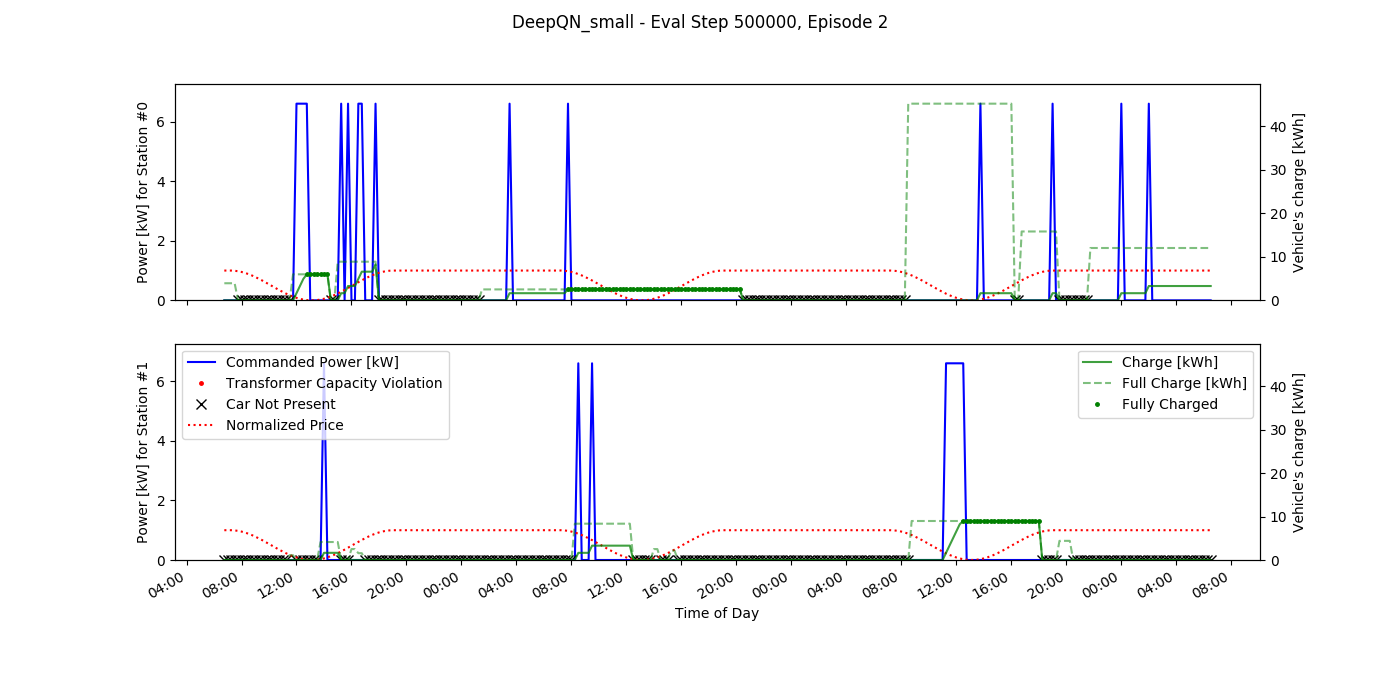 DeepQN_small - Eval Step 500000, Episode 2
Power [kW] for Station #0
6
4
2
0
40
30
20
10
0
Vehicle's charge [kWh]
Power [kW] for Station #1
6
4
2
0
Commanded Power [kW]
Transformer Capacity Violation
Car Not Present
Normalized Price
Charge [kWh]
Full Charge [kWh]
Fully Charged
40
30
20
10
0
Vehicle's charge [kWh]
04:00 08:00 12:00 16:00 20:00 00:00 04:00 08:00 12:00 16:00 20:00 00:00 04:00 08:00 12:00 16:00 20:00 00:00 04:00 08:00
Time of Day